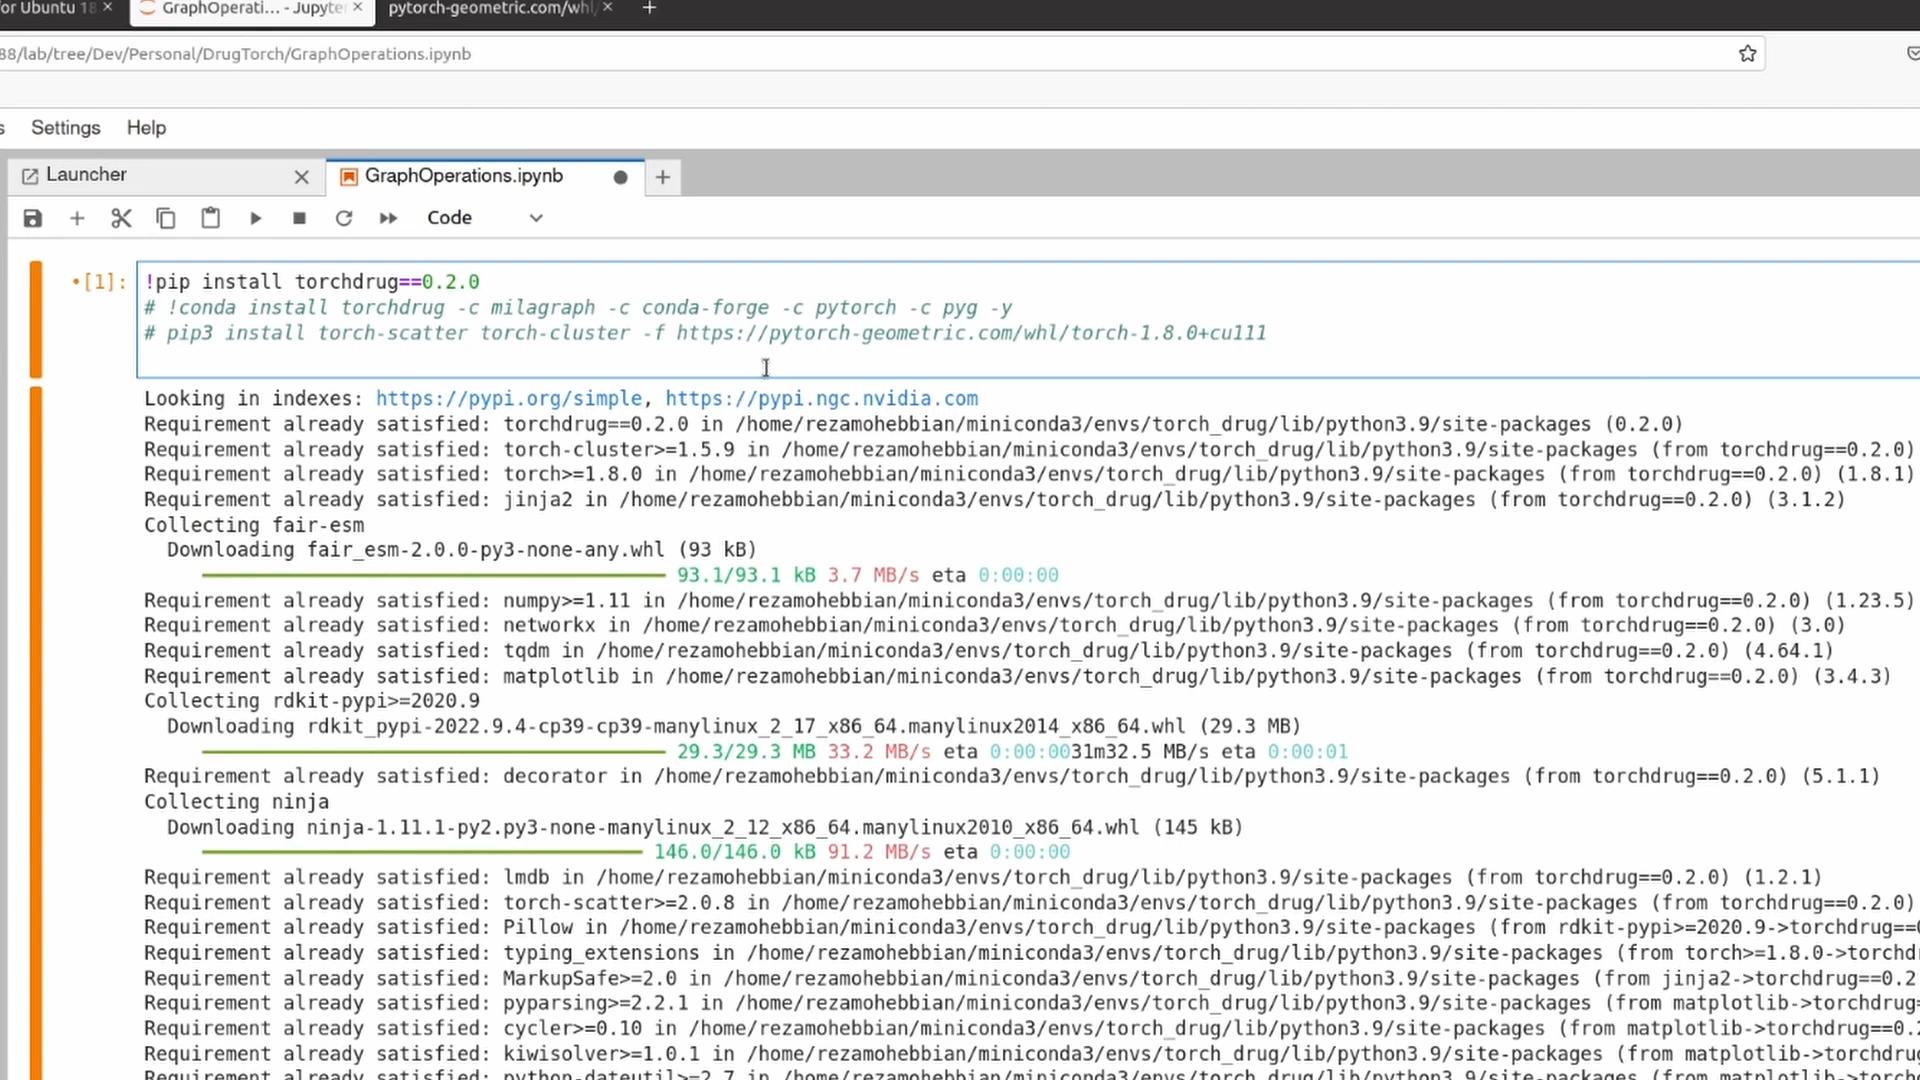 or Ubuntu 18
GraphOperati... - Jupyter
pytorch-geometric.com/whl/
88/lab/tree/Dev/Personal/DrugTorch/GraphOperations.ipynb
s Settings Help
Launcher
GraphOperations.ipynb
Code
[1]:
!pip install torchdrug==0.2.0
# !conda install torchdrug -c milagraph -c conda-forge -c pytorch -c pyg -y
# pip3 install torch-scatter torch-cluster -f https://pytorch-geometric.com/whl/torch-1.8.0+cu111
Looking in indexes: https://pypi.org/simple, https://pypi.ngc.nvidia.com
Requirement already satisfied: torchdrug==0.2.0 in /home/rezamohebbian/miniconda3/envs/torch_drug/lib/python3.9/site-packages (0.2.0)
Requirement already satisfied: torch-cluster>=1.5.9 in /home/rezamohebbian/miniconda3/envs/torch_drug/lib/python3.9/site-packages (from torchdrug==0.2.0)
Requirement already satisfied: torch>=1.8.0 in /home/rezamohebbian/miniconda3/envs/torch_drug/lib/python3.9/site-packages (from torchdrug==0.2.0) (1.8.1)
Requirement already satisfied: jinja2 in /home/rezamohebbian/miniconda3/envs/torch_drug/lib/python3.9/site-packages (from torchdrug==0.2.0) (3.1.2)
Collecting fair-esm
Downloading fair_esm-2.0.0-py3-none-any.whl (93 kB)
93.1/93.1 kB 3.7 MB/s eta 0:00:00
Requirement already satisfied: numpy>=1.11 in /home/rezamohebbian/miniconda3/envs/torch_drug/lib/python3.9/site-packages (from torchdrug==0.2.0) (1.23.5)
Requirement already satisfied: networkx in /home/rezamohebbian/miniconda3/envs/torch_drug/lib/python3.9/site-packages (from torchdrug==0.2.0) (3.0)
Requirement already satisfied: tqdm in /home/rezamohebbian/miniconda3/envs/torch_drug/lib/python3.9/site-packages (from torchdrug==0.2.0) (4.64.1)
Requirement already satisfied: matplotlib in /home/rezamohebbian/miniconda3/envs/torch_drug/lib/python3.9/site-packages (from torchdrug==0.2.0) (3.4.3)
Collecting rdkit-pypi>=2020.9
Downloading rdkit_pypi-2022.9.4-cp39-cp39-manylinux_2_17_x86_64.manylinux2014_x86_64.whl (29.3 MB)
29.3/29.3 MB 33.2 MB/s eta 0:00:0031m32.5 MB/s eta 0:00:01
Requirement already satisfied: decorator in /home/rezamohebbian/miniconda3/envs/torch_drug/lib/python3.9/site-packages (from torchdrug==0.2.0) (5.1.1)
Collecting ninja
Downloading ninja-1.11.1-py2.py3-none-manylinux_2_12_x86_64.manylinux2010_x86_64.whl (145 kB)
146.0/146.0 kB 91.2 MB/s eta 0:00:00
Requirement already satisfied: lmdb in /home/rezamohebbian/miniconda3/envs/torch_drug/lib/python3.9/site-packages (from torchdrug==0.2.0) (1.2.1)
Requirement already satisfied: torch-scatter>=2.0.8 in /home/rezamohebbian/miniconda3/envs/torch_drug/lib/python3.9/site-packages (from torchdrug==0.2.0)
Requirement already satisfied: Pillow in /home/rezamohebbian/miniconda3/envs/torch_drug/lib/python3.9/site-packages (from rdkit-pypi>=2020.9->torchdrug==0
Requirement already satisfied: typing_extensions in /home/rezamohebbian/miniconda3/envs/torch_drug/lib/python3.9/site-packages (from torch>=1.8.0->torchdr
Requirement already satisfied: MarkupSafe>=2.0 in /home/rezamohebbian/miniconda3/envs/torch_drug/lib/python3.9/site-packages (from jinja2->torchdrug==0.2
Requirement already satisfied: pyparsing>=2.2.1 in /home/rezamohebbian/miniconda3/envs/torch_drug/lib/python3.9/site-packages (from matplotlib->torchdrug=
Requirement already satisfied: cycler>=0.10 in /home/rezamohebbian/miniconda3/envs/torch_drug/lib/python3.9/site-packages (from matplotlib->torchdrug==0.2
Requirement already satisfied: kiwisolver>=1.0.1 in /home/rezamohebbian/miniconda3/envs/torch_drug/lib/python3.9/site-packages (from matplotlib->torchdrug
Requirement already satisfied: python-dateutil>=2.7 in /home/rezamohebbian/miniconda3/envs/torch_drug/lib/python3.9/site-packages (from matplotlib->torchd